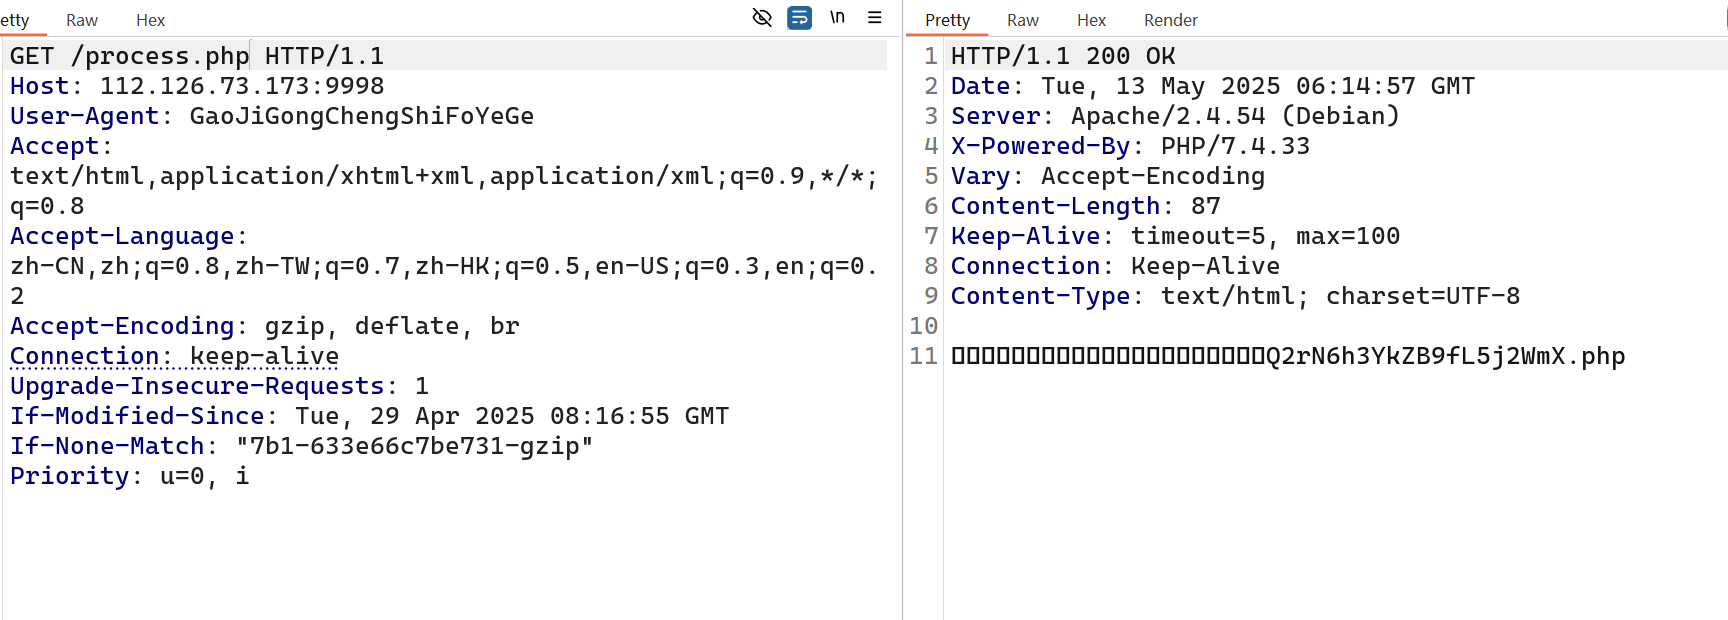 etty Raw Hex \n
GET /process.php HTTP/1.1
Host: 112.126.73.173:9998
User-Agent: GaoJiGongChengShiFoYeGe
Accept:
text/html,application/xhtml+xml,application/xml;q=0.9,*/*;
q=0.8
Accept-Language:
zh-CN,zh;q=0.8,zh-TW;q=0.7,zh-HK;q=0.5,en-US;q=0.3,en;q=0.
2
Accept-Encoding: gzip, deflate, br
Connection: keep-alive
Upgrade-Insecure-Requests: 1
If-Modified-Since: Tue, 29 Apr 2025 08:16:55 GMT
If-None-Match: "7b1-633e66c7be731-gzip"
Priority: u=0, i
Pretty Raw Hex Render
1 HTTP/1.1 200 OK
2 Date: Tue, 13 May 2025 06:14:57 GMT
3 Server: Apache/2.4.54 (Debian)
4 X-Powered-By: PHP/7.4.33
5 Vary: Accept-Encoding
6 Content-Length: 87
7 Keep-Alive: timeout=5, max=100
8 Connection: Keep-Alive
9 Content-Type: text/html; charset=UTF-8
10
11 Q2rN6h3YkZB9fL5j2WmX.php